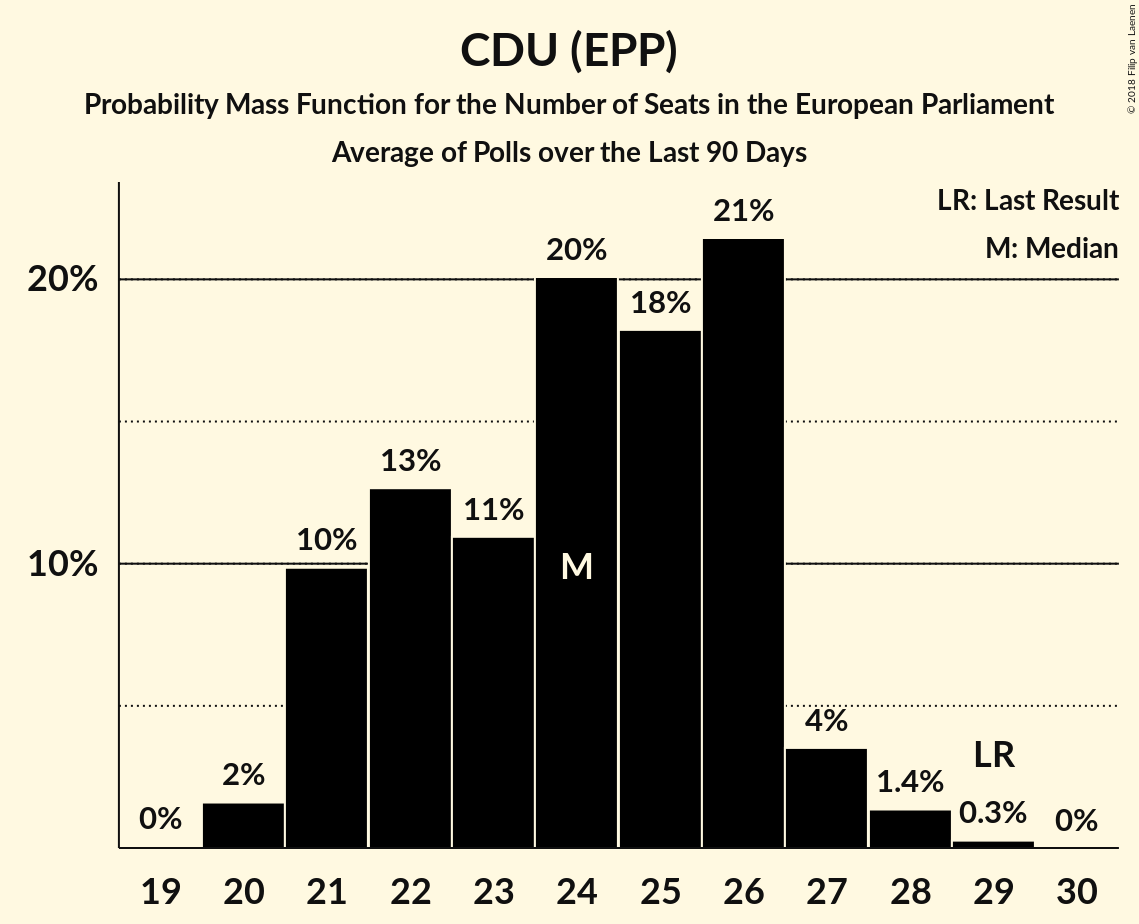 CDU (EPP)
Probability Mass Function for the Number of Seats in the European Parliament
Average of Polls over the Last 90 Days
© 2018 Filip van Laenen
LR: Last Result
M: Median
20%
10%
0%
2%
10%
13%
11%
20%
M
18%
21%
4%
1.4%
LR
0.3%
0%
19 20 21 22 23 24 25 26 27 28 29 30